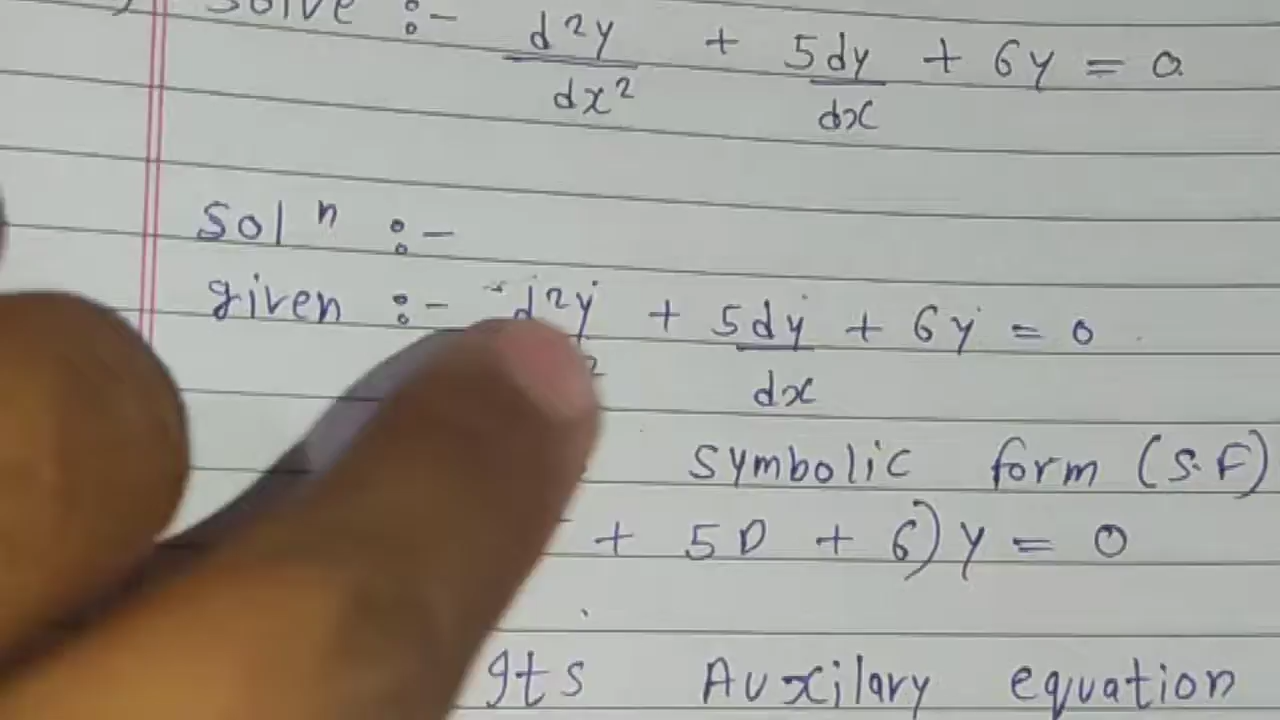 solve :- d²y + 5dy + 6y = 0
dx² dx
Solⁿ :-
given :- d²y + 5dy + 6y = 0
2 dx
Symbolic form (S.F)
+ 5D + 6)y = 0
Its Auxilary equation